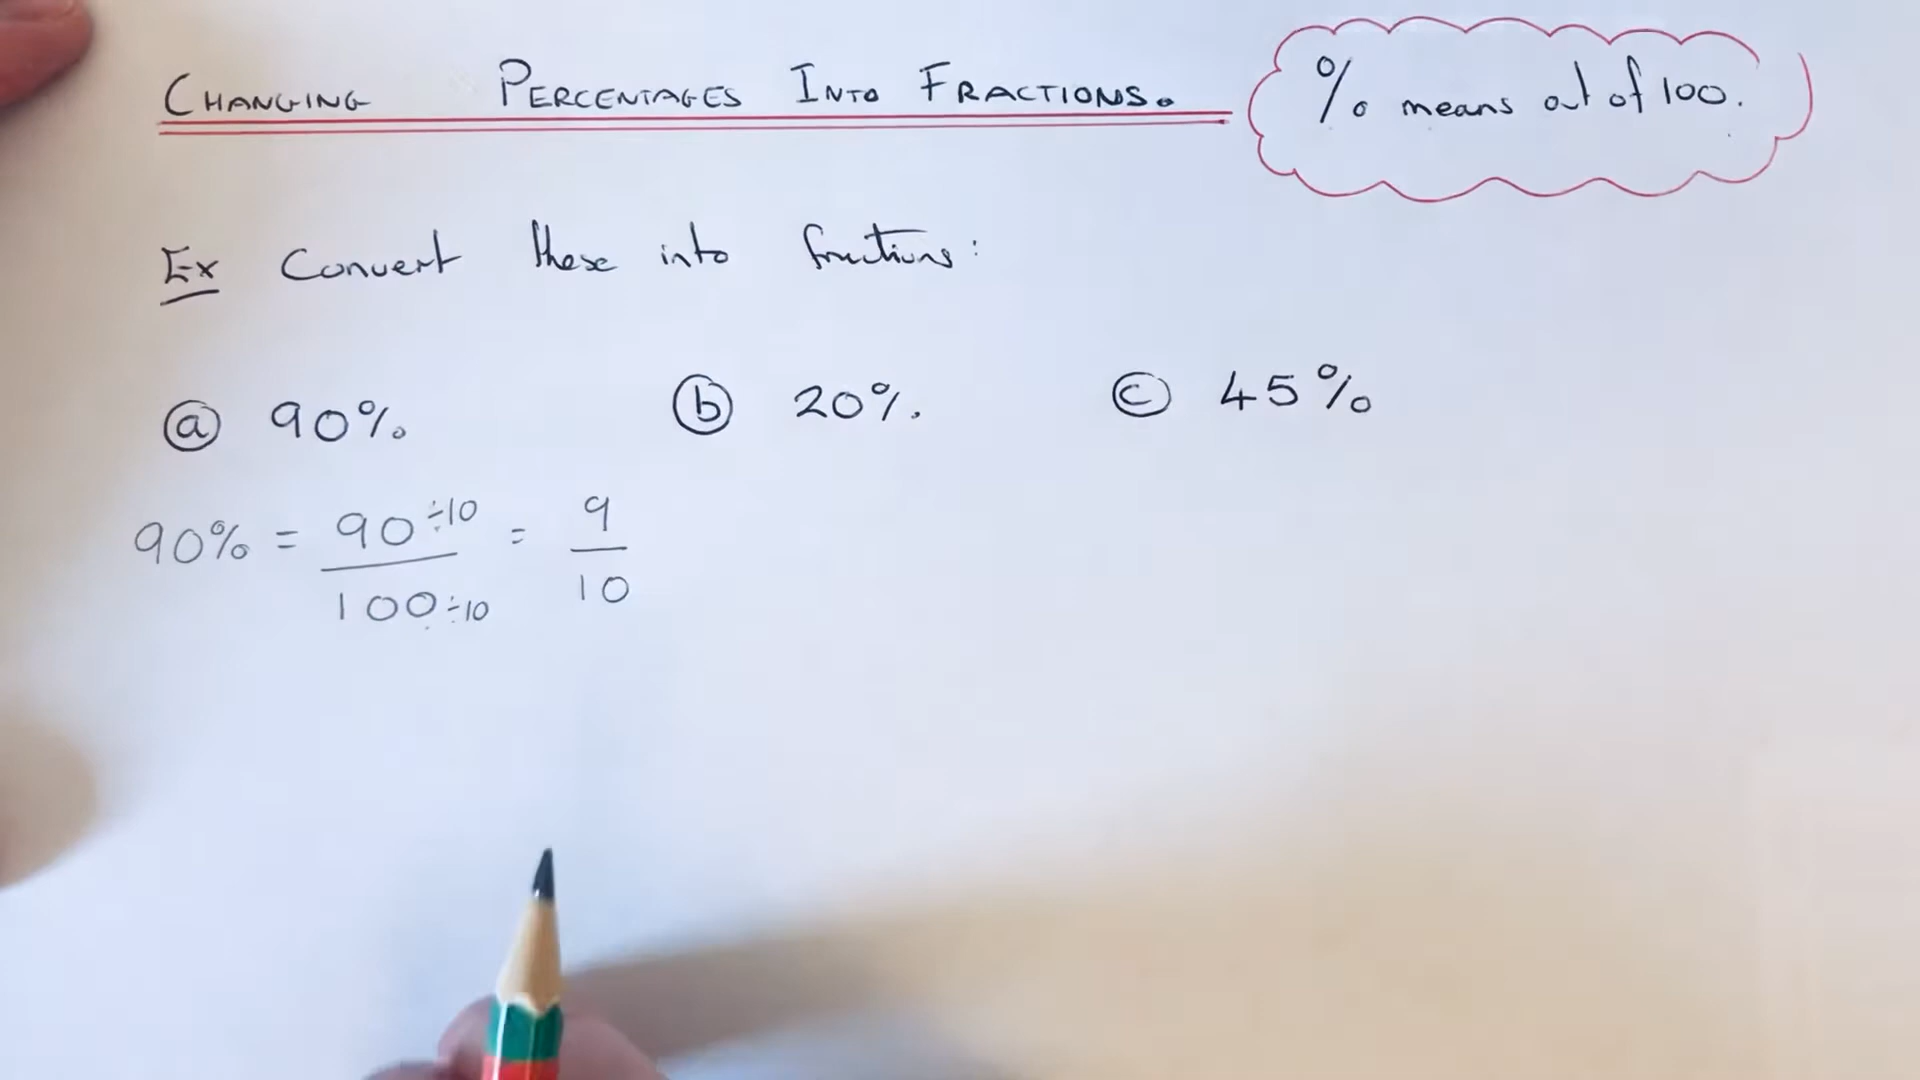 CHANGING PERCENTAGES INTO FRACTIONS.
% means out of 100.
Ex Convert these into fractions:
ⓐ 90% ⓑ 20%. ⓒ 45%
90% = 90÷10 / 100÷10 = 9/10